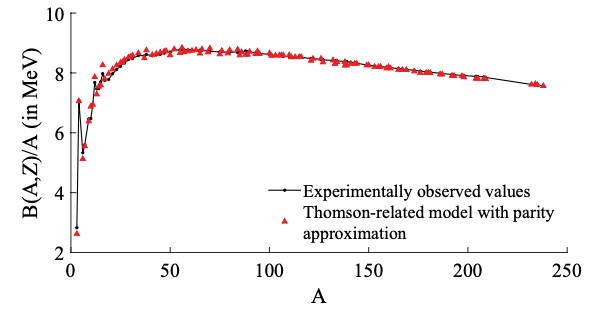 B(A,Z)/A (in MeV)
10
8
6
4
2
0
50
100
150
200
250
A
Experimentally observed values
Thomson-related model with parity
approximation